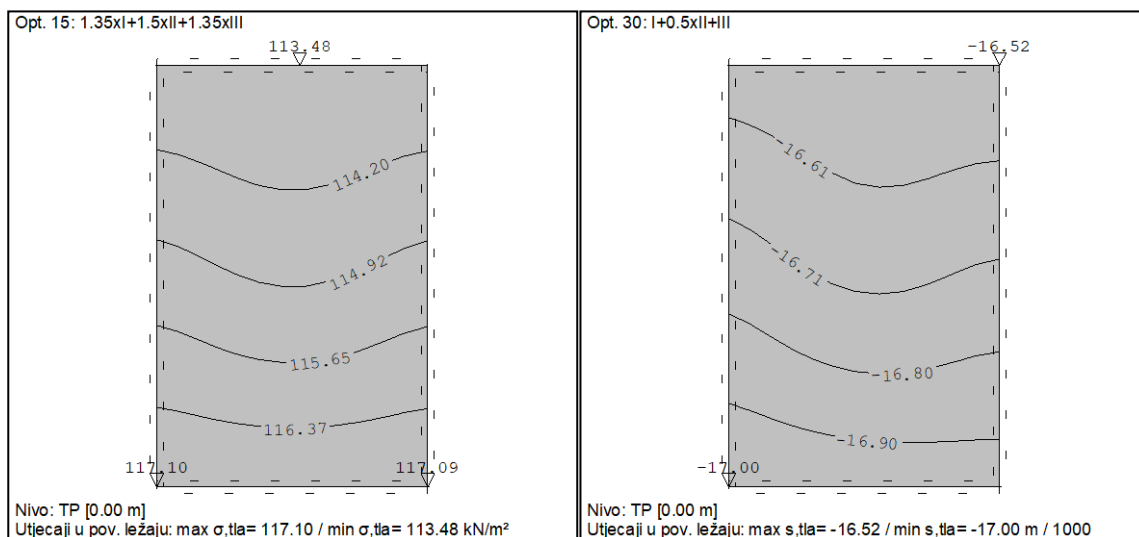 Opt. 15: 1.35xI+1.5xII+1.35xIII
113.48
114.20
114.92
115.65
116.37
117.10
117.09
Nivo: TP [0.00 m]
Utjecaji u pov. ležaju: max σ,tla= 117.10 / min σ,tla= 113.48 kN/m²
Opt. 30: I+0.5xII+III
-16.52
-16.61
-16.71
-16.80
-16.90
-17.00
Nivo: TP [0.00 m]
Utjecaji u pov. ležaju: max s,tla= -16.52 / min s,tla= -17.00 m / 1000